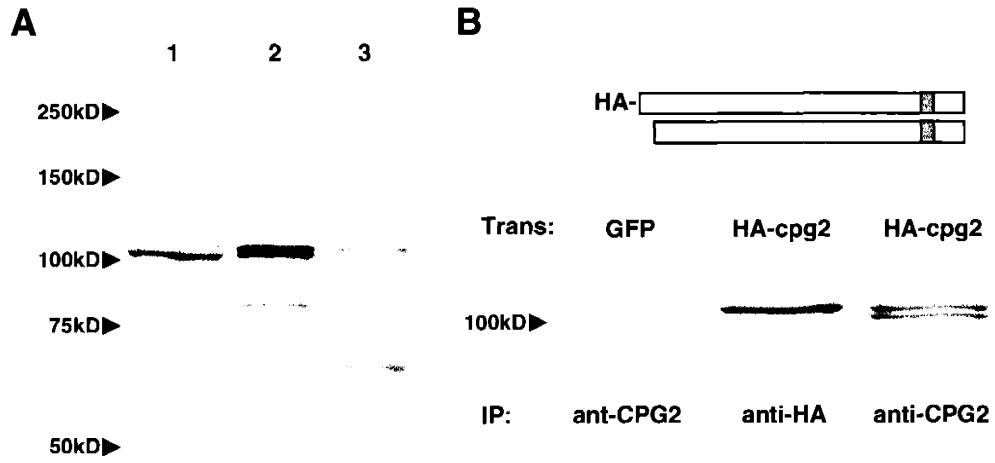 A
B
1 2 3
250kD
150kD
100kD
75kD
50kD
HA-
Trans: GFP HA-cpg2 HA-cpg2
100kD
IP: ant-CPG2 anti-HA anti-CPG2